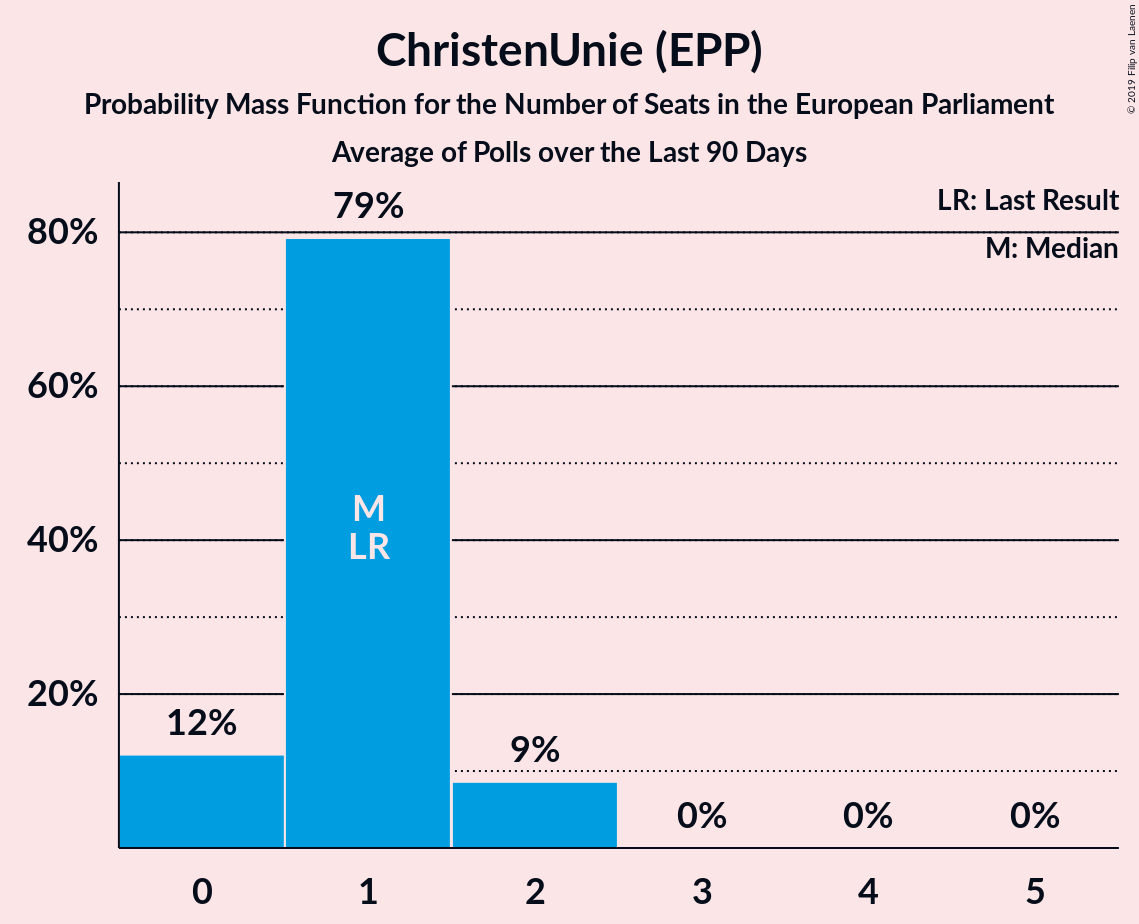 ChristenUnie (EPP)
Probability Mass Function for the Number of Seats in the European Parliament
Average of Polls over the Last 90 Days
© 2019 Filip van Laenen
LR: Last Result
M: Median
80%
60%
40%
20%
12%
79%
M
LR
9%
0%
0%
0%
0
1
2
3
4
5